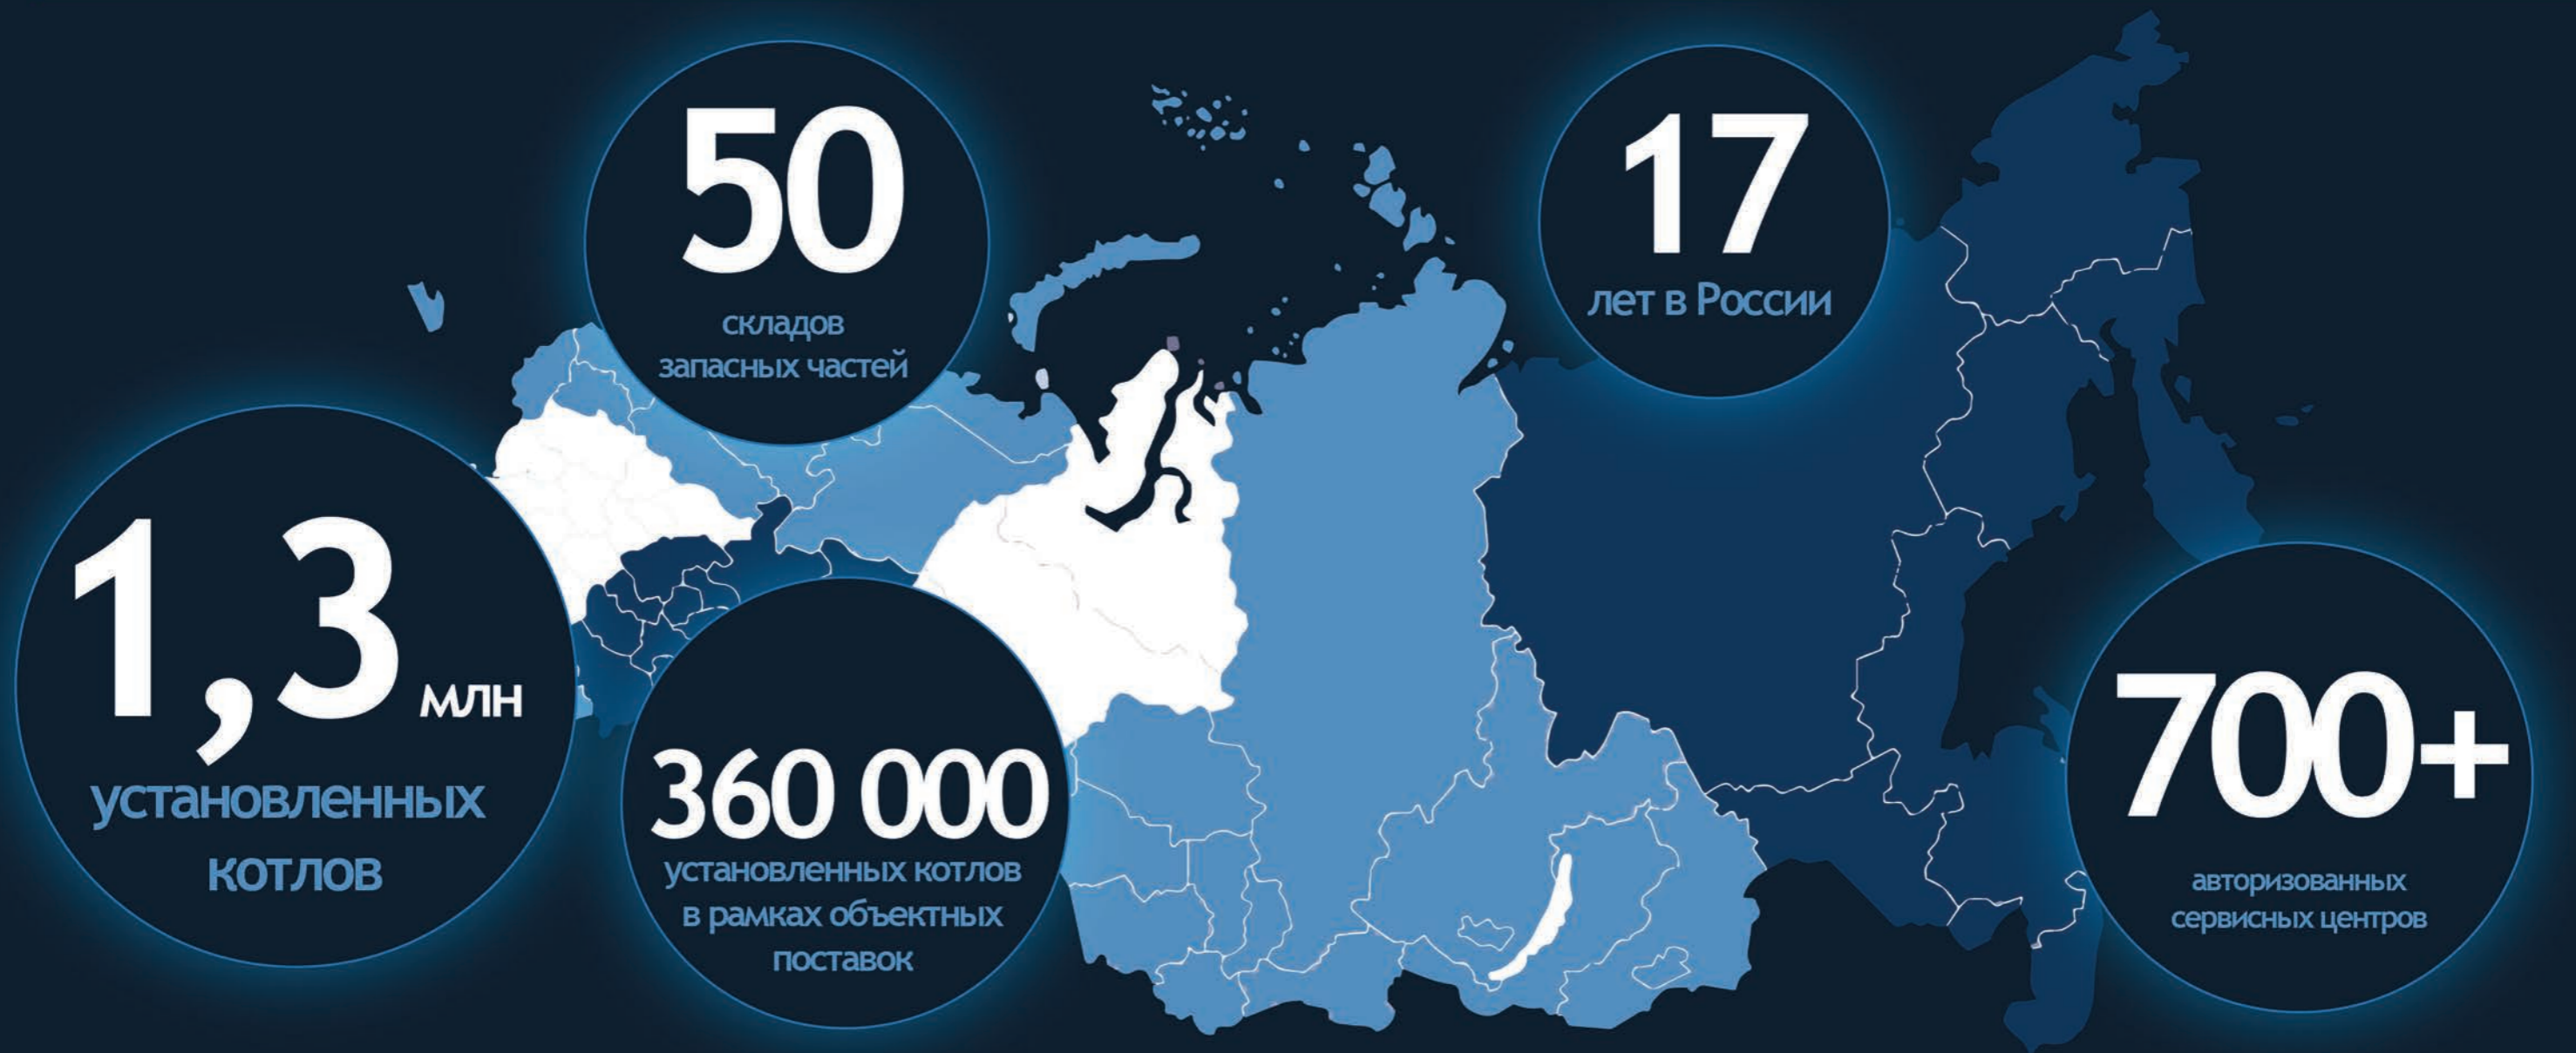 50
складов
запасных частей
17
лет в России
1,3 млн
установленных
котлов
360 000
установленных котлов
в рамках объектных
поставок
700+
авторизованных
сервисных центров